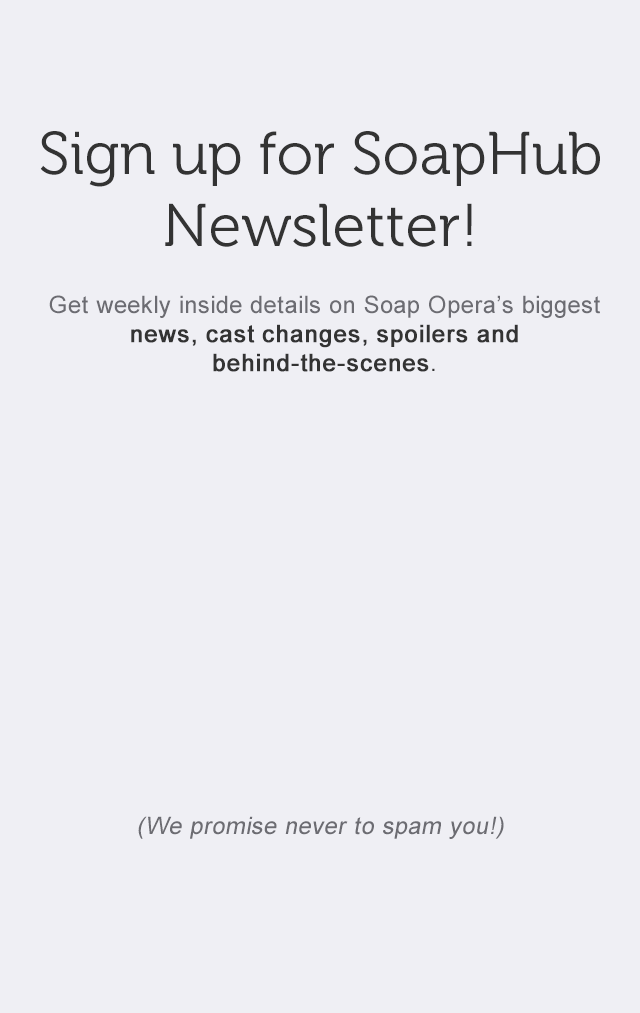 Sign up for SoapHub
Newsletter!
Get weekly inside details on Soap Opera’s biggest
news, cast changes, spoilers and
behind-the-scenes.
(We promise never to spam you!)